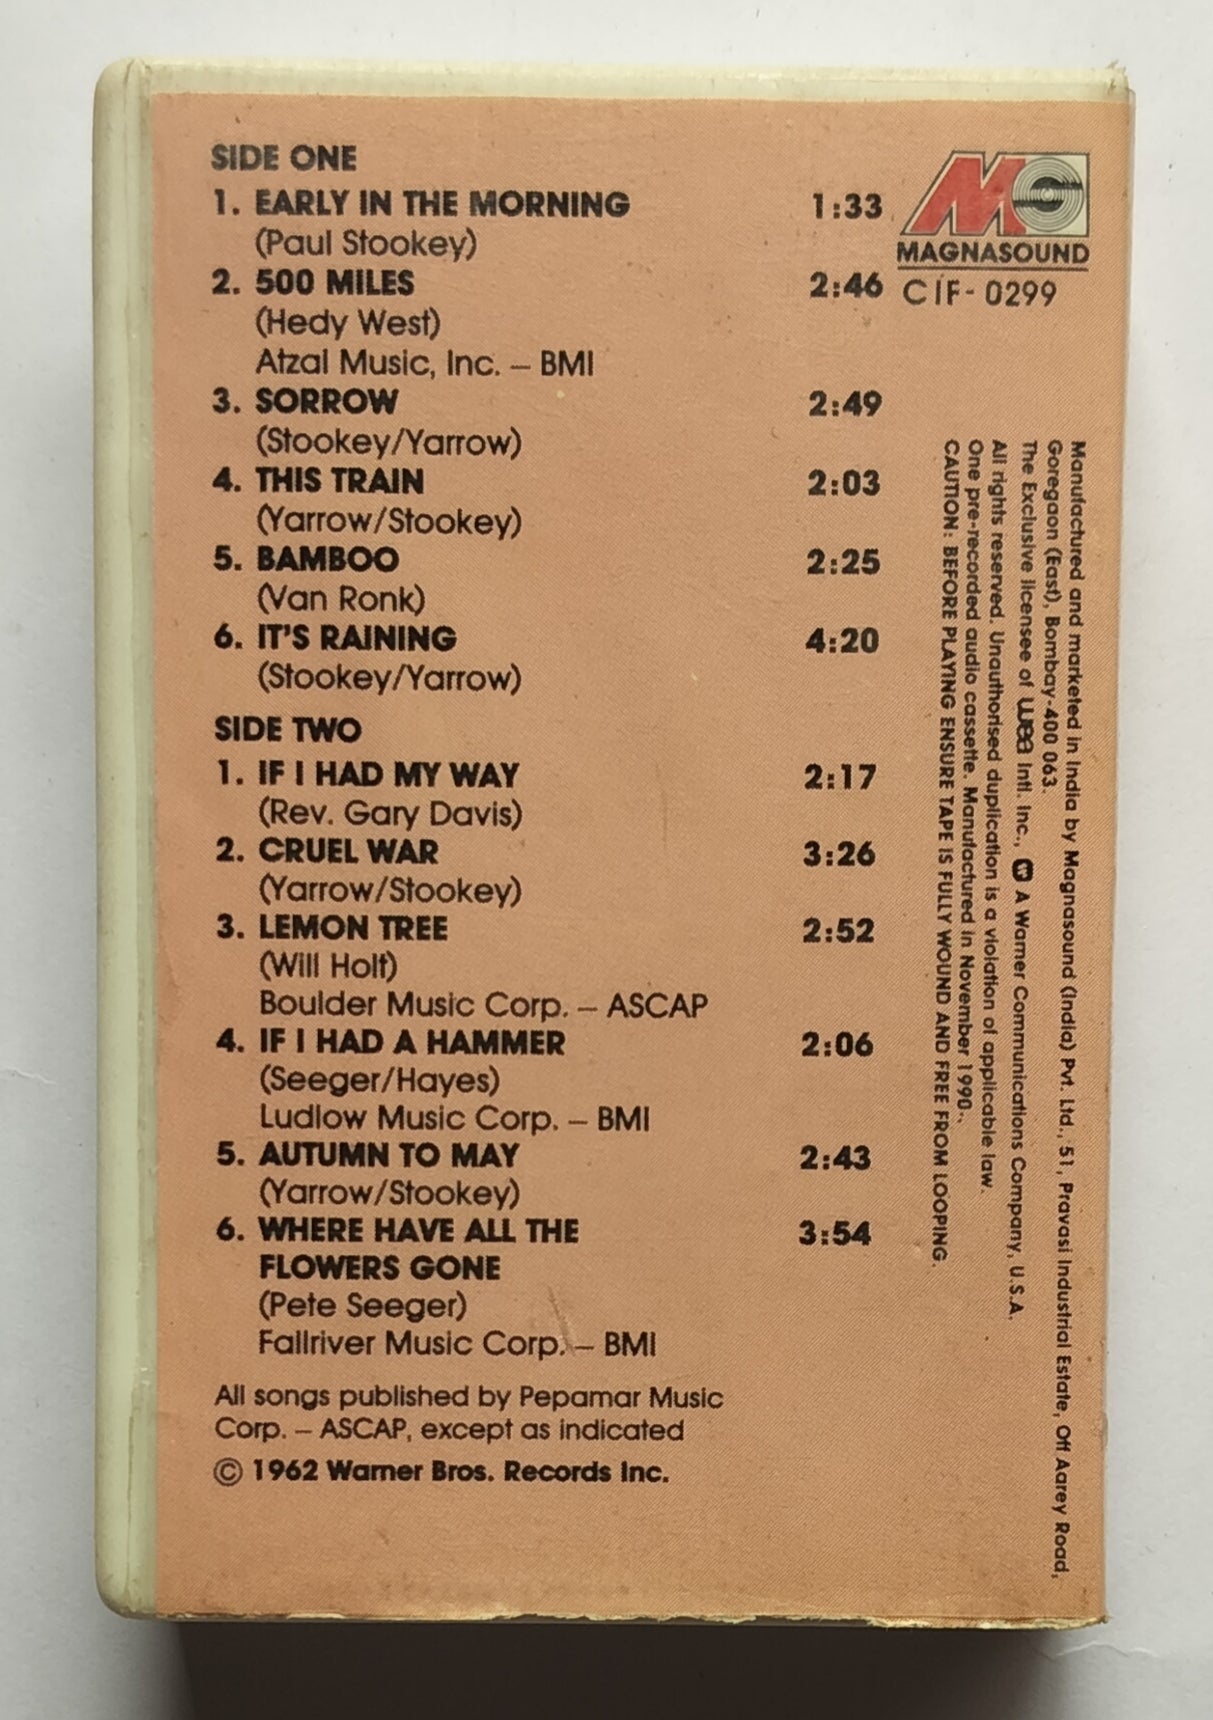 SIDE ONE
1. EARLY IN THE MORNING 1:33
(Paul Stookey)
2. 500 MILES 2:46
(Hedy West)
Atzal Music, Inc. – BMI
3. SORROW 2:49
(Stookey/Yarrow)
4. THIS TRAIN 2:03
(Yarrow/Stookey)
5. BAMBOO 2:25
(Van Ronk)
6. IT'S RAINING 4:20
(Stookey/Yarrow)
SIDE TWO
1. IF I HAD MY WAY 2:17
(Rev. Gary Davis)
2. CRUEL WAR 3:26
(Yarrow/Stookey)
3. LEMON TREE 2:52
(Will Holt)
Boulder Music Corp. – ASCAP
4. IF I HAD A HAMMER 2:06
(Seeger/Hayes)
Ludlow Music Corp. – BMI
5. AUTUMN TO MAY 2:43
(Yarrow/Stookey)
6. WHERE HAVE ALL THE 3:54
FLOWERS GONE
(Pete Seeger)
Fallriver Music Corp. – BMI
All songs published by Pepamar Music
Corp. – ASCAP, except as indicated
© 1962 Warner Bros. Records Inc.
MG
MAGNASOUND
CIF-0299
Manufactured and marketed in India by Magnasound (India) Pvt. Ltd., 51, Pravasi Industrial Estate, Off Aarey Road,
Goregaon (East), Bombay-400 063.
The Exclusive licensee of wea Intl. Inc., W A Warner Communications Company, U.S.A.
All rights reserved. Unauthorised duplication is a violation of applicable law.
One pre-recorded audio cassette. Manufactured in November 1990.
CAUTION: BEFORE PLAYING ENSURE TAPE IS FULLY WOUND AND FREE FROM LOOPING.